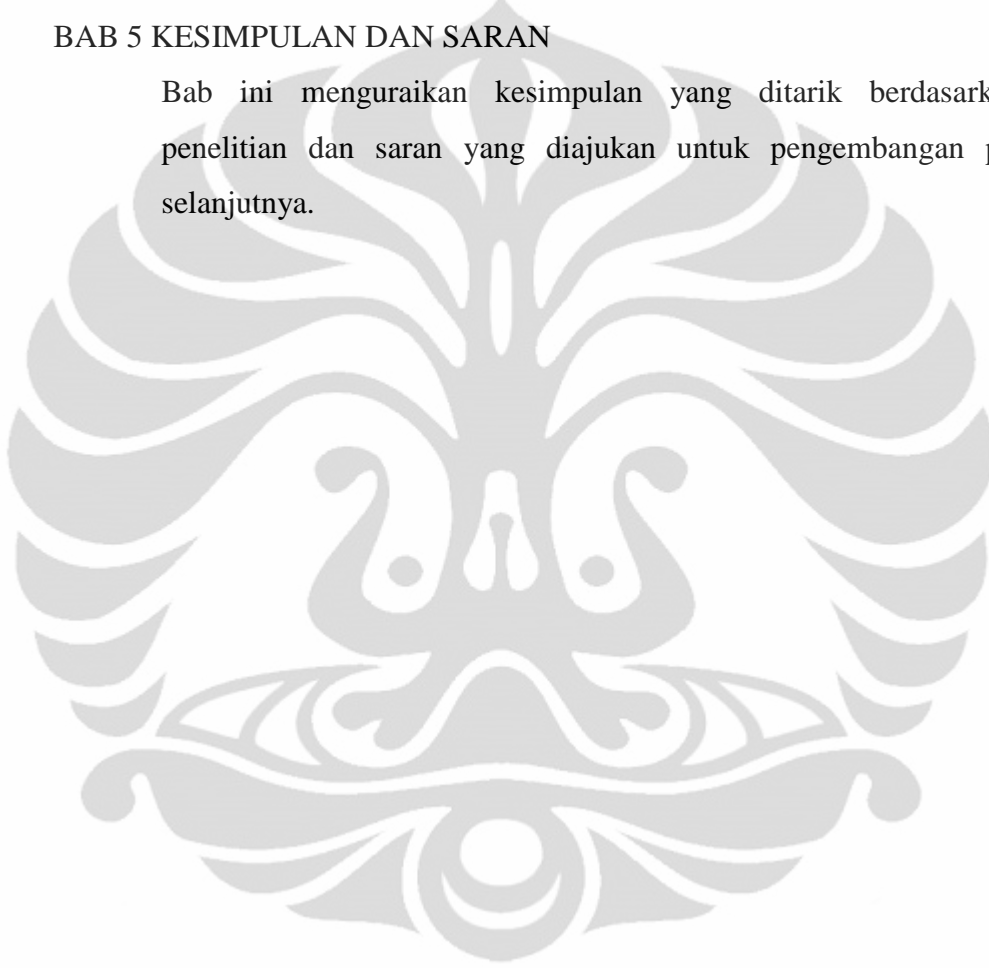 BAB 5 KESIMPULAN DAN SARAN
Bab ini menguraikan kesimpulan yang ditarik
penelitian dan saran yang diajukan untuk pengembangan
selanjutnya.